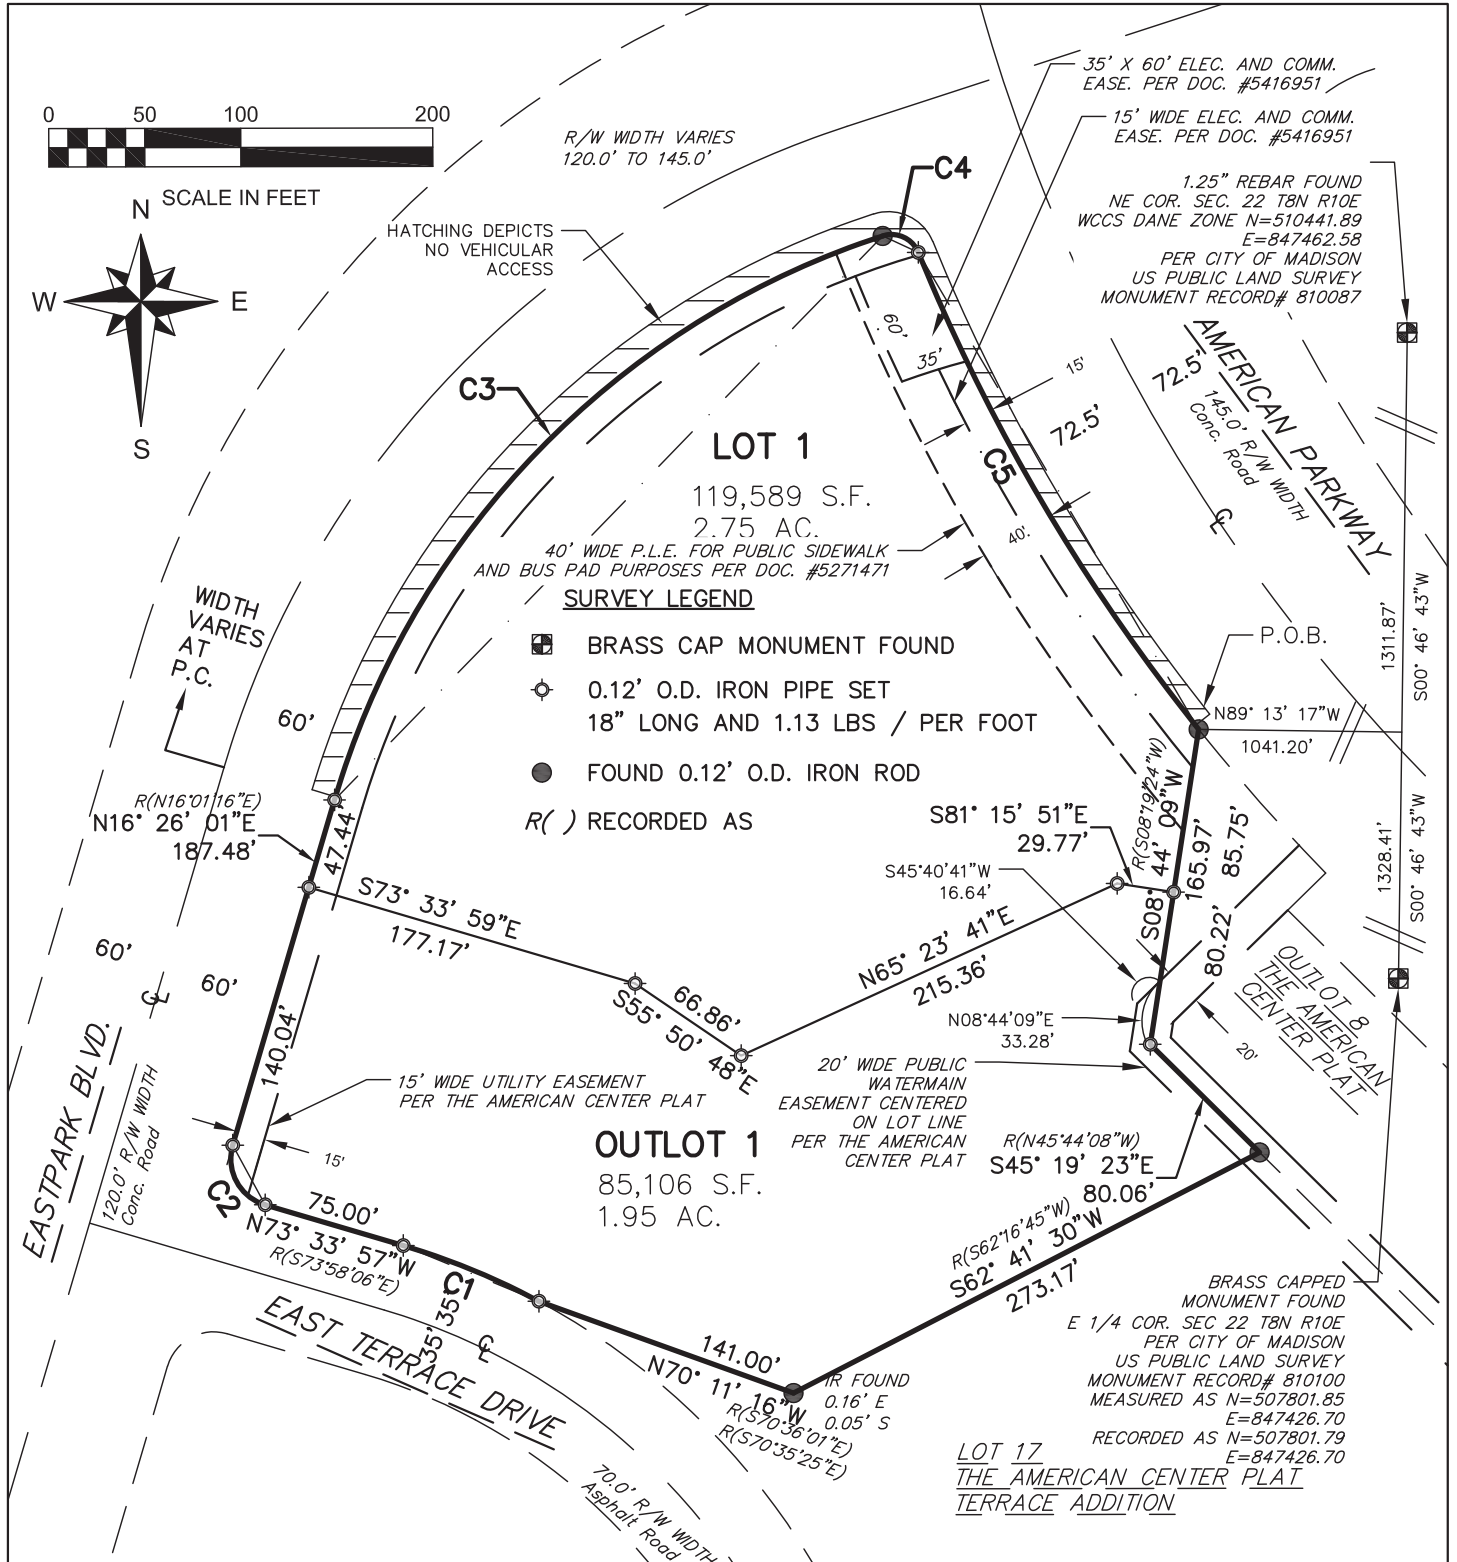 0 50 100 200
SCALE IN FEET
N
W E
S
R/W WIDTH VARIES
120.0' TO 145.0'
HATCHING DEPICTS
NO VEHICULAR
ACCESS
C4
C3
35' X 60' ELEC. AND COMM.
EASE. PER DOC. #5416951
15' WIDE ELEC. AND COMM.
EASE. PER DOC. #5416951
1.25" REBAR FOUND
NE COR. SEC. 22 T8N R10E
WCCS DANE ZONE N=510441.89
E=847462.58
PER CITY OF MADISON
US PUBLIC LAND SURVEY
MONUMENT RECORD# 810087
AMERICAN PARKWAY
72.5'
145.0' R/W WIDTH
Conc. Road
60'
35'
15'
72.5'
C5
40'
LOT 1
119,589 S.F.
2.75 AC.
40' WIDE P.L.E. FOR PUBLIC SIDEWALK
AND BUS PAD PURPOSES PER DOC. #5271471
SURVEY LEGEND
BRASS CAP MONUMENT FOUND
0.12' O.D. IRON PIPE SET
18" LONG AND 1.13 LBS / PER FOOT
FOUND 0.12' O.D. IRON ROD
R( ) RECORDED AS
WIDTH
VARIES
AT
P.C.
60'
P.O.B.
N89° 13' 17"W
1041.20'
1311.87'
S00° 46' 43"W
1328.41'
S00° 46' 43"W
R(N16°01'16"E)
N16° 26' 01"E
187.48'
47.44'
S73° 33' 59"E
177.17'
66.86'
S55° 50' 48"E
N65° 23' 41"E
215.36'
S81° 15' 51"E
29.77'
R(S08°19'24"W)
S08° 44' 09"W
165.97'
85.75'
80.22'
S45°40'41"W
16.64'
N08°44'09"E
33.28'
20' WIDE PUBLIC
WATERMAIN
EASEMENT CENTERED
ON LOT LINE
PER THE AMERICAN
CENTER PLAT
OUTLOT 8
THE AMERICAN
CENTER PLAT
20'
60'
60'
EASTPARK BLVD.
120.0' R/W WIDTH
Conc. Road
140.04'
15' WIDE UTILITY EASEMENT
PER THE AMERICAN CENTER PLAT
15'
OUTLOT 1
85,106 S.F.
1.95 AC.
R(N45°44'08"W)
S45° 19' 23"E
80.06'
C2
75.00'
N73° 33' 57"W
R(S73°58'06"E)
C1
35' 35'
EAST TERRACE DRIVE
R(S62°16'45"W)
S62° 41' 30"W
273.17'
141.00'
N70° 11' 16"W
R(S70°36'01"E)
R(S70°35'25"E)
IR FOUND
0.16' E
0.05' S
70.0' R/W WIDTH
Asphalt Road
BRASS CAPPED
MONUMENT FOUND
E 1/4 COR. SEC 22 T8N R10E
PER CITY OF MADISON
US PUBLIC LAND SURVEY
MONUMENT RECORD# 810100
MEASURED AS N=507801.85
E=847426.70
RECORDED AS N=507801.79
E=847426.70
LOT 17
THE AMERICAN CENTER PLAT
TERRACE ADDITION